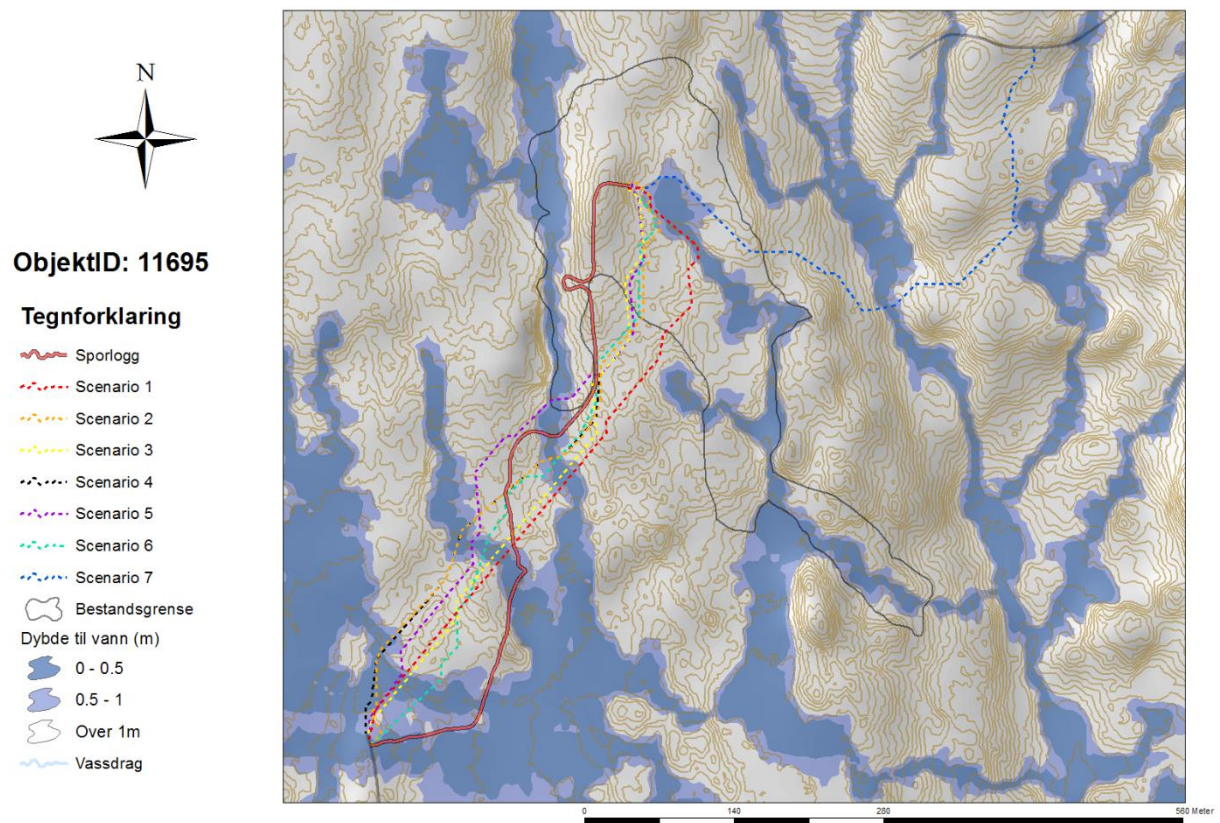 N
ObjektID: 11695
Tegnforklaring
Sporlogg
Scenario 1
Scenario 2
Scenario 3
Scenario 4
Scenario 5
Scenario 6
Scenario 7
Bestandsgrense
Dybde til vann (m)
0 - 0.5
0.5 - 1
Over 1m
Vassdrag
0 140 280 560 Meter